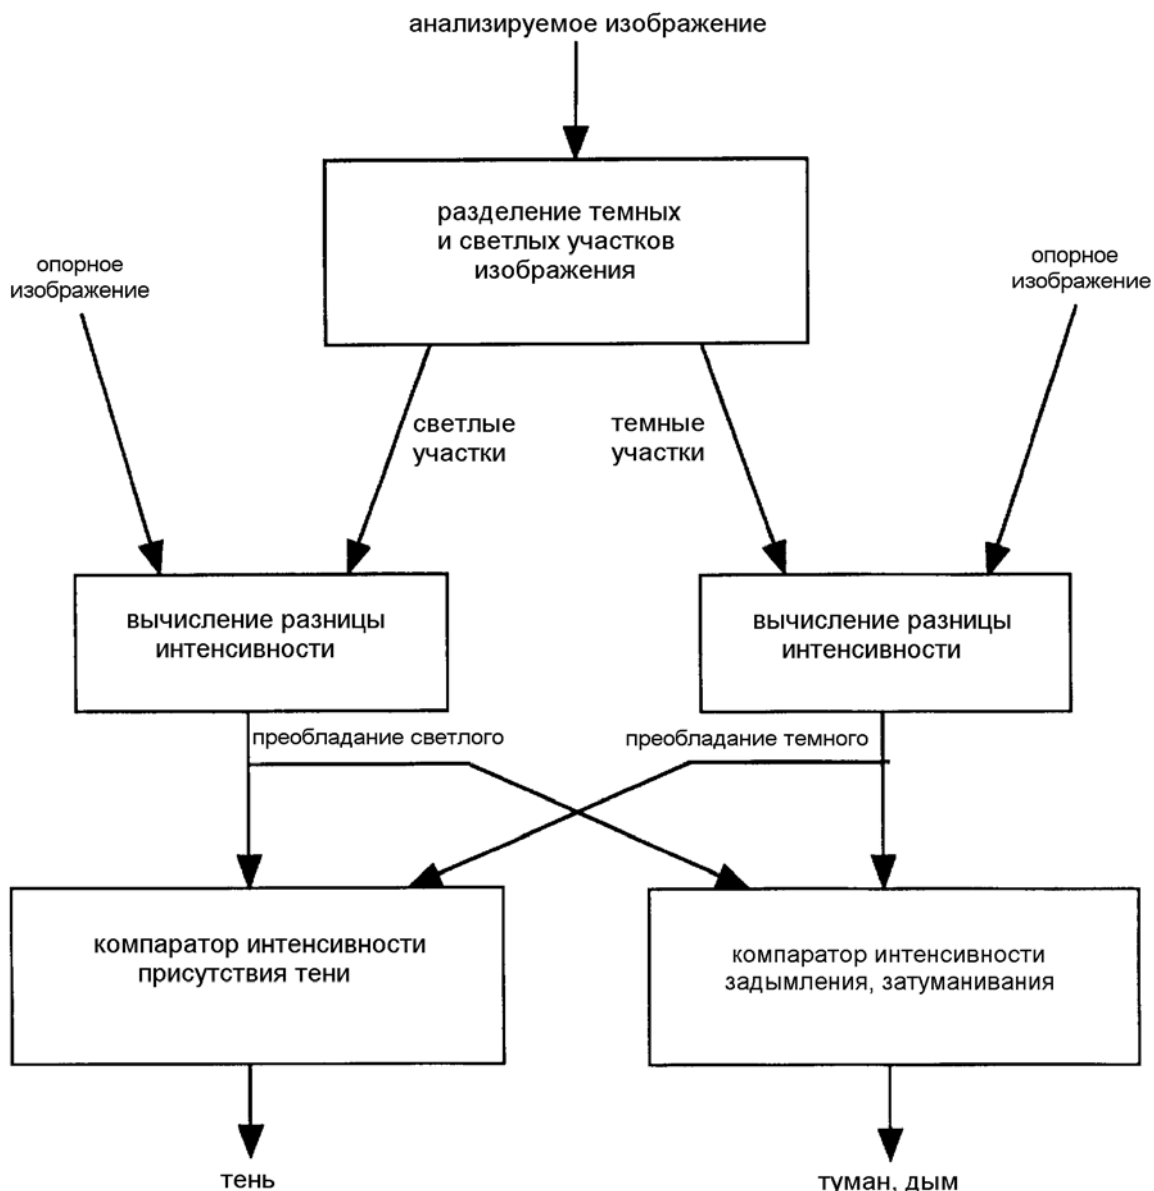 анализируемое изображение
разделение темных
и светлых участков
изображения
опорное
изображение
опорное
изображение
светлые
участки
темные
участки
вычисление разницы
интенсивности
вычисление разницы
интенсивности
преобладание светлого
преобладание темного
компаратор интенсивности
присутствия тени
компаратор интенсивности
задымления, затуманивания
тень
туман, дым